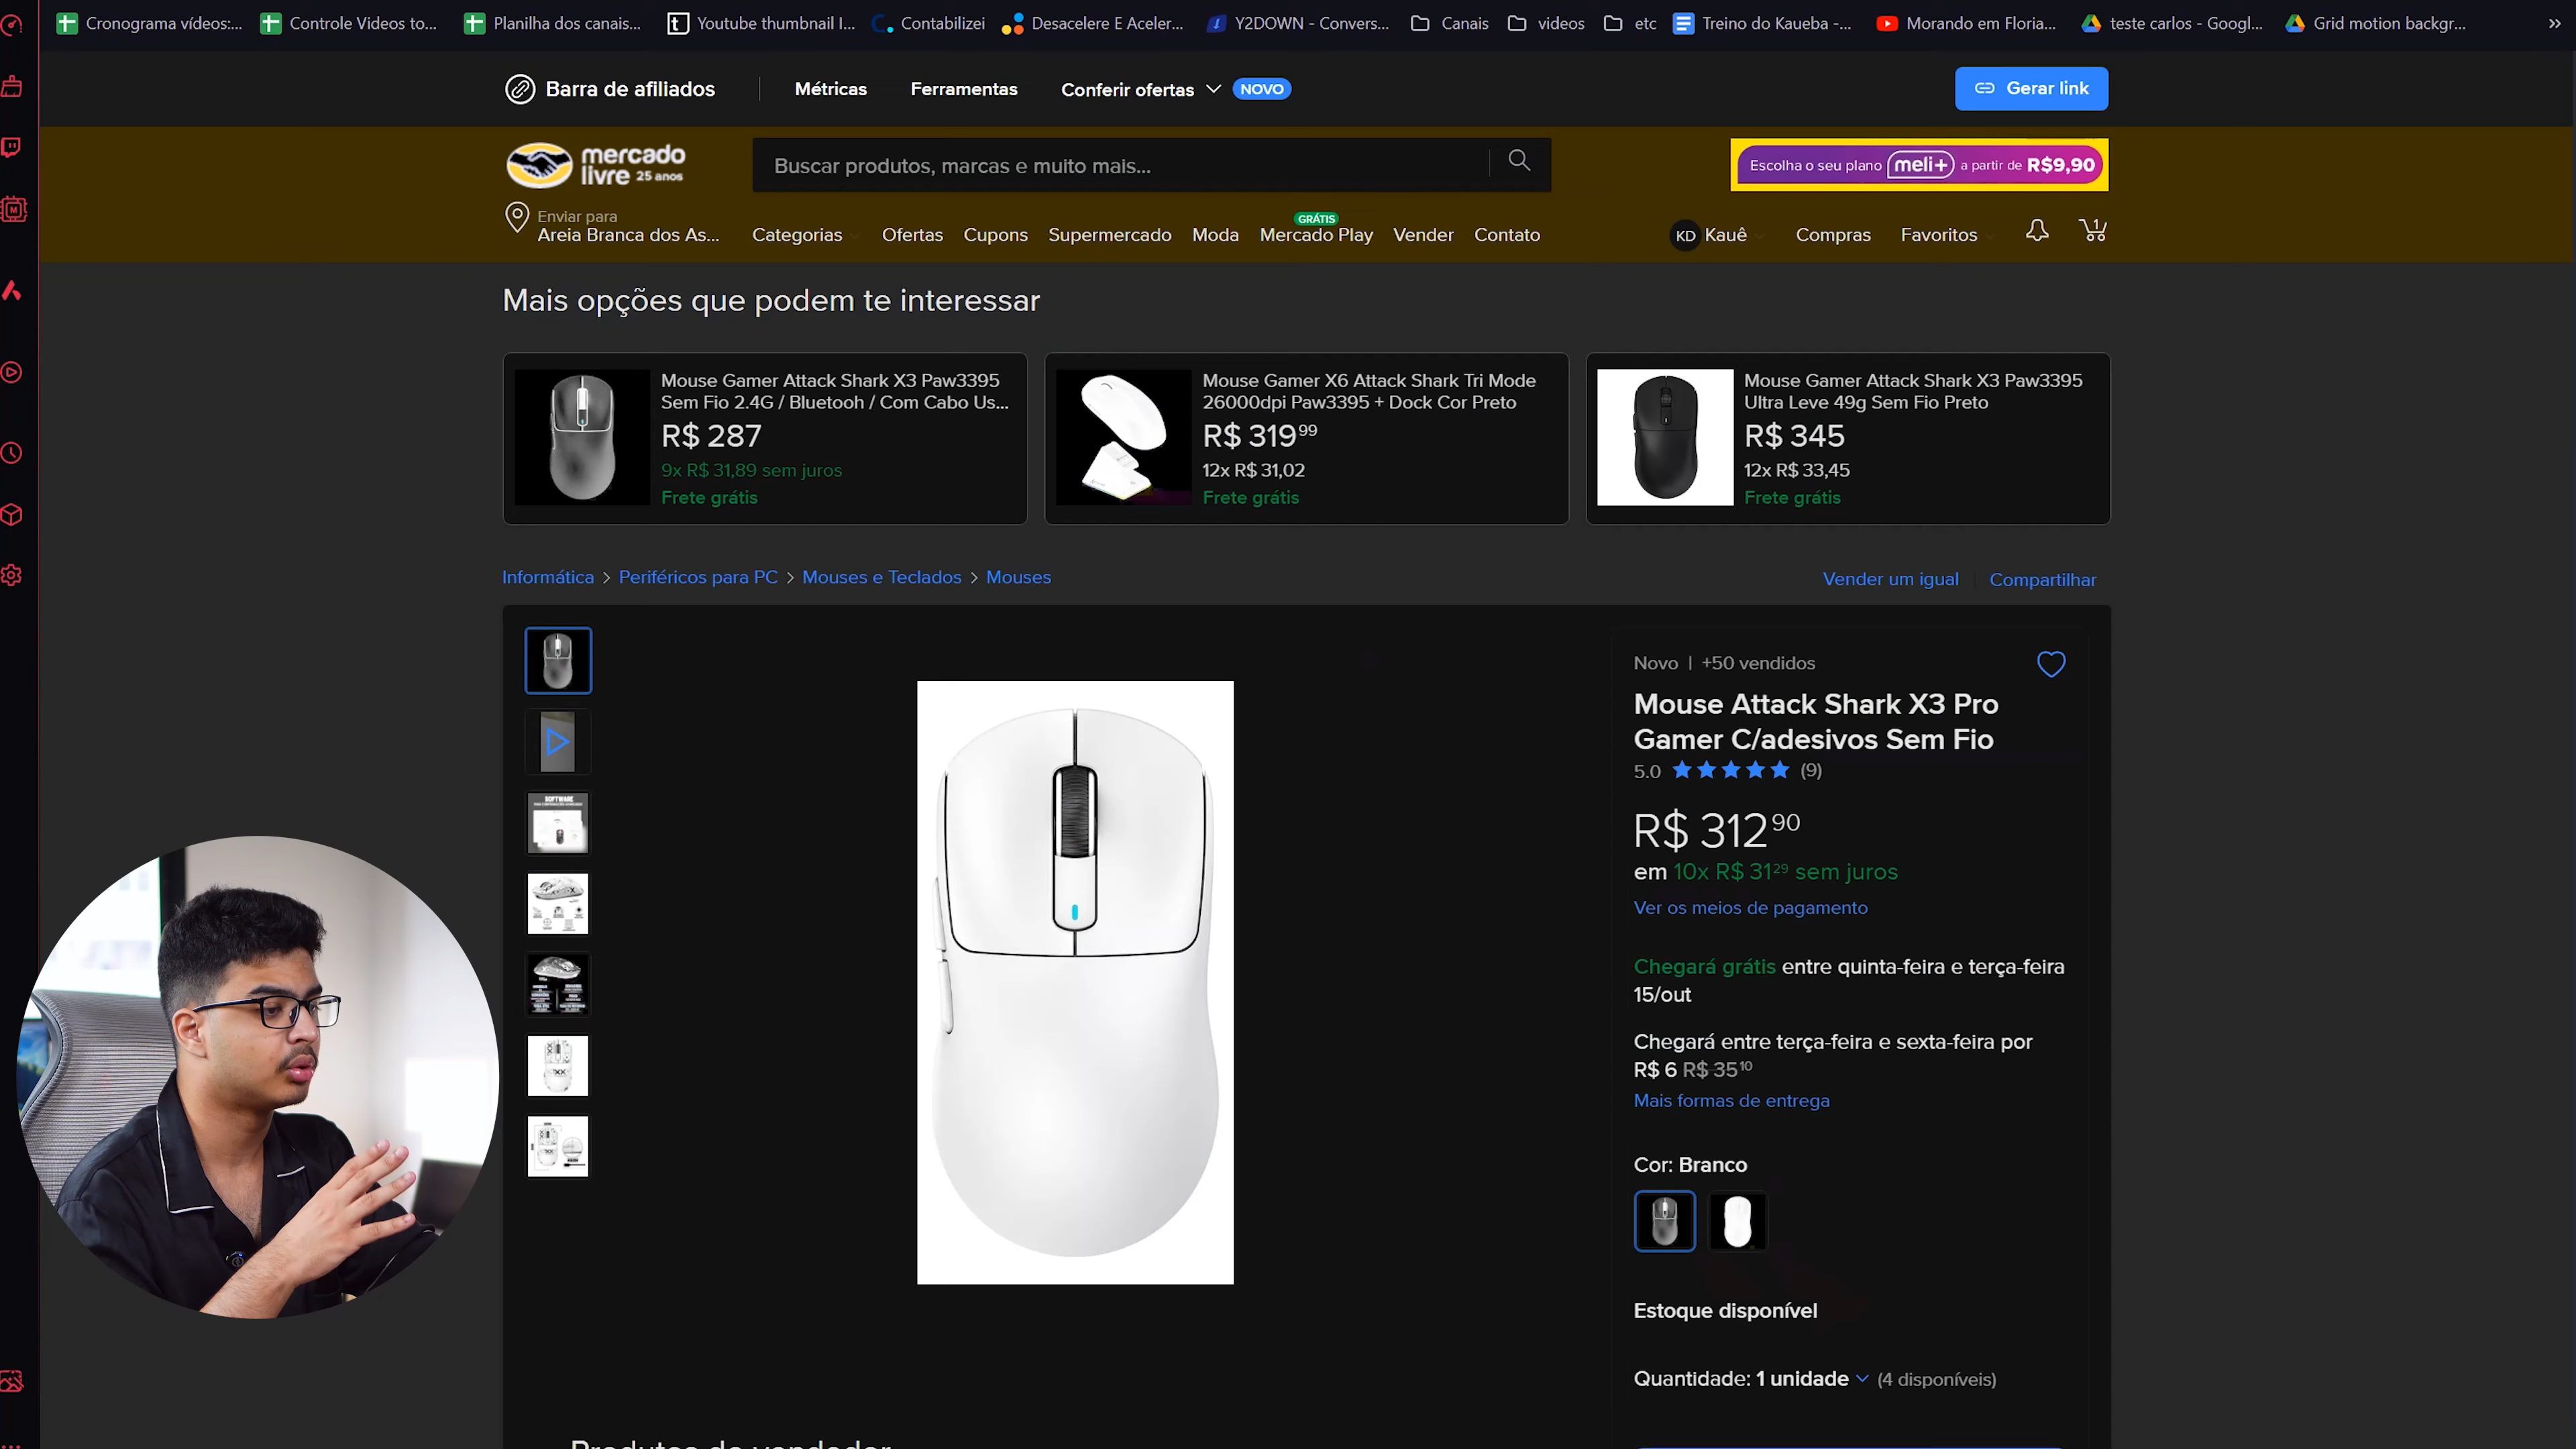 Cronograma vídeos:...
Controle Videos to...
Planilha dos canais...
Youtube thumbnail I...
Contabilizei
Desacelere E Aceler...
Y2DOWN - Convers...
Canais
videos
etc
Treino do Kaueba -...
Morando em Floria...
teste carlos - Googl...
Grid motion backgr...
Barra de afiliados
Métricas
Ferramentas
Conferir ofertas
NOVO
Gerar link
mercado
livre 25 anos
Buscar produtos, marcas e muito mais...
Escolha o seu plano meli+ a partir de R$9,90
Enviar para
Areia Branca dos As...
Categorias
Ofertas
Cupons
Supermercado
Moda
GRÁTIS
Mercado Play
Vender
Contato
KD Kauê
Compras
Favoritos
1
Mais opções que podem te interessar
Mouse Gamer Attack Shark X3 Paw3395
Sem Fio 2.4G / Bluetooh / Com Cabo Us...
R$ 287
9x R$ 31,89 sem juros
Frete grátis
Mouse Gamer X6 Attack Shark Tri Mode
26000dpi Paw3395 + Dock Cor Preto
R$ 319 99
12x R$ 31,02
Frete grátis
Mouse Gamer Attack Shark X3 Paw3395
Ultra Leve 49g Sem Fio Preto
R$ 345
12x R$ 33,45
Frete grátis
Informática > Periféricos para PC > Mouses e Teclados > Mouses
Vender um igual
Compartilhar
SOFTWARE
Novo | +50 vendidos
Mouse Attack Shark X3 Pro
Gamer C/adesivos Sem Fio
5.0 (9)
R$ 312 90
em 10x R$ 31 29 sem juros
Ver os meios de pagamento
Chegará grátis entre quinta-feira e terça-feira
15/out
Chegará entre terça-feira e sexta-feira por
R$ 6 R$ 35 10
Mais formas de entrega
Cor: Branco
Estoque disponível
Quantidade: 1 unidade (4 disponíveis)
Produtos do vendedor